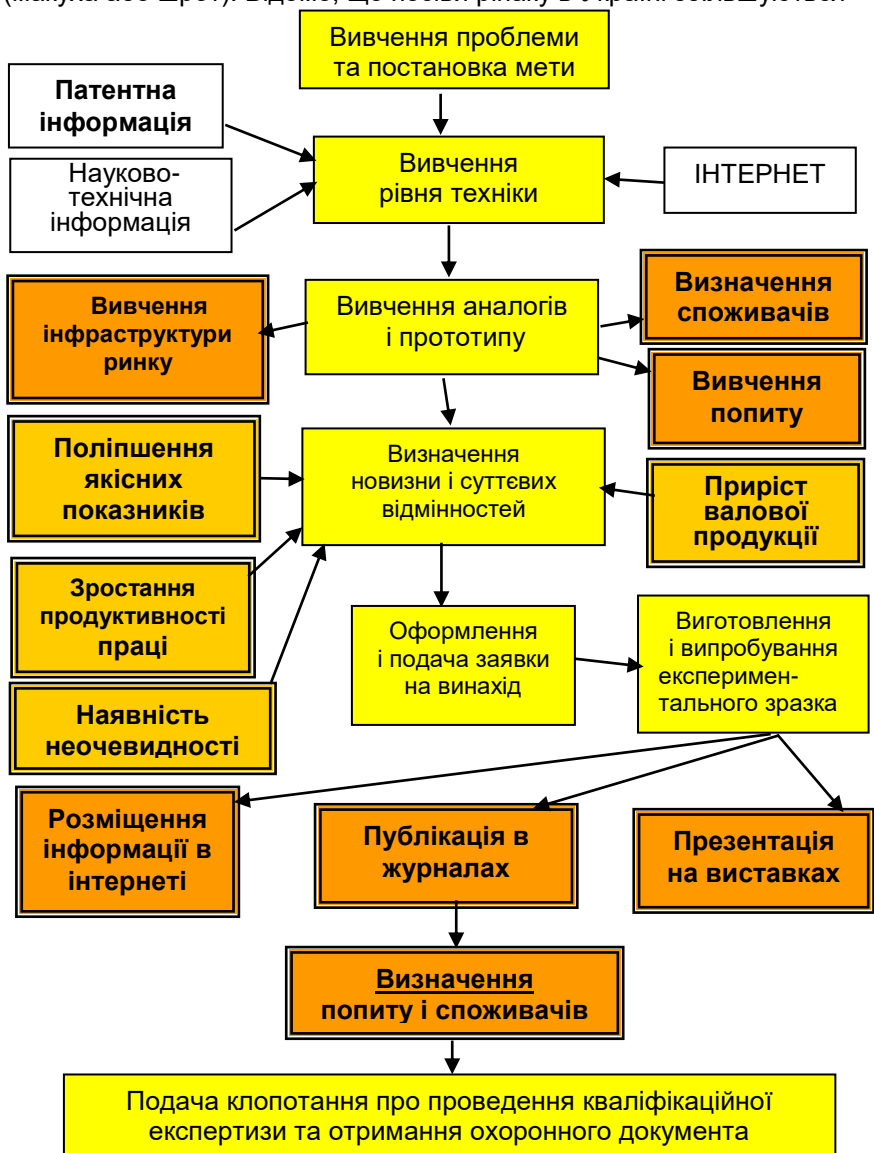 Вивчення проблеми
та постановка мети
Патентна
інформація
Вивчення
рівня техніки
Науково-
технічна
інформація
ІНТЕРНЕТ
Вивчення
інфраструктури
ринку
Вивчення аналогів
і прототипу
Визначення
споживачів
Вивчення
попиту
Поліпшення
якісних
показників
Визначення
новизни і суттєвих
відмінностей
Приріст
валової
продукції
Зростання
продуктивності
праці
Оформлення
і подача заявки
на винахід
Виготовлення
і випробування
експеримен-
тального зразка
Наявність
неочевидності
Розміщення
інформації в
інтернеті
Публікація в
журналах
Презентація
на виставках
Визначення
попиту і споживачів
Подача клопотання про проведення кваліфікаційної
експертизи та отримання охоронного документа